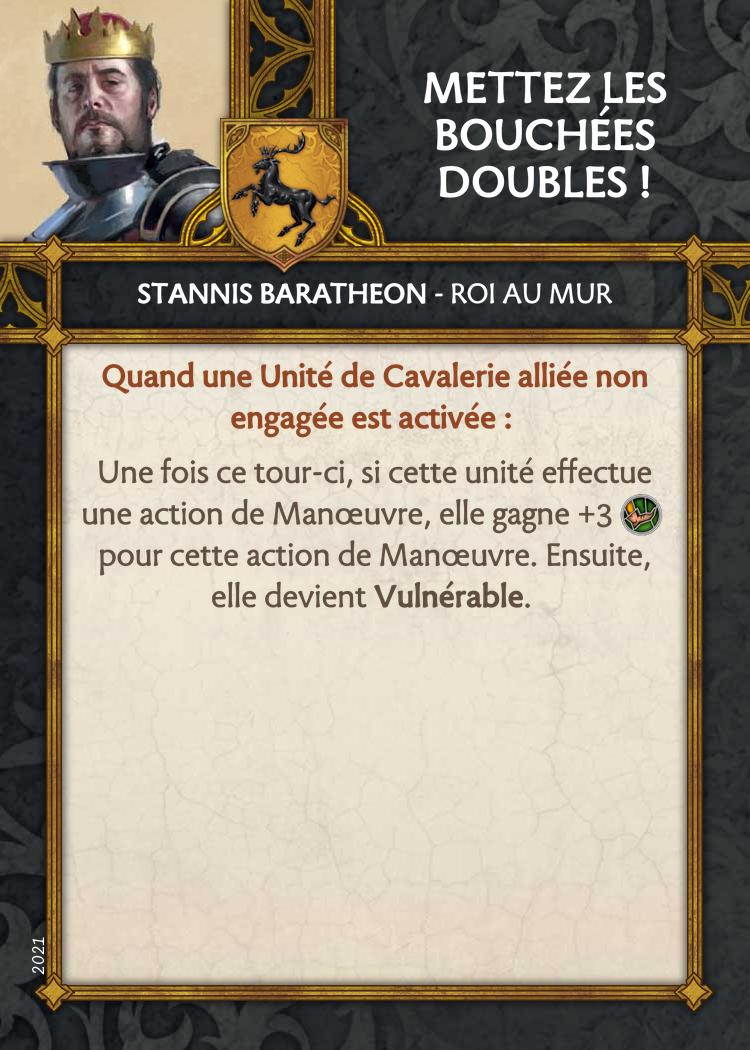 METTEZ LES
BOUCHÉES
DOUBLES !
STANNIS BARATHEON - ROI AU MUR
Quand une Unité de Cavalerie alliée non
engagée est activée :
Une fois ce tour-ci, si cette unité effectue
une action de Manœuvre, elle gagne +3
pour cette action de Manœuvre. Ensuite,
elle devient Vulnérable.
2021